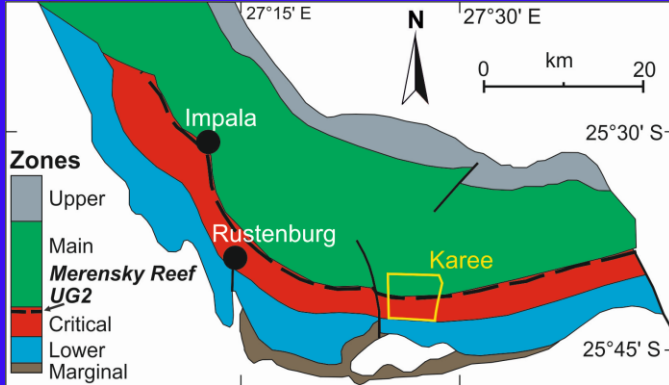 27°15' E
27°30' E
N
km
0
20
Impala
25°30' S
Zones
Upper
Main
Merensky Reef
UG2
Critical
Lower
Marginal
Rustenburg
Karee
25°45' S